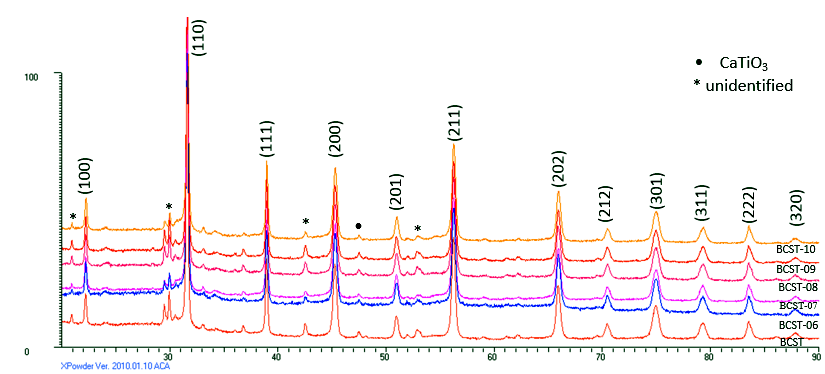 (110)
● CaTiO₃
* unidentified
100
(100)
*
*
(111)
(200)
*
●
(201)
*
(211)
(202)
(212)
(301)
(311)
(222)
(320)
BCST-10
BCST-09
BCST-08
BCST-07
BCST-06
BCST
0
30
40
50
60
70
80
90
XPowder Ver. 2010.01.10 ACA